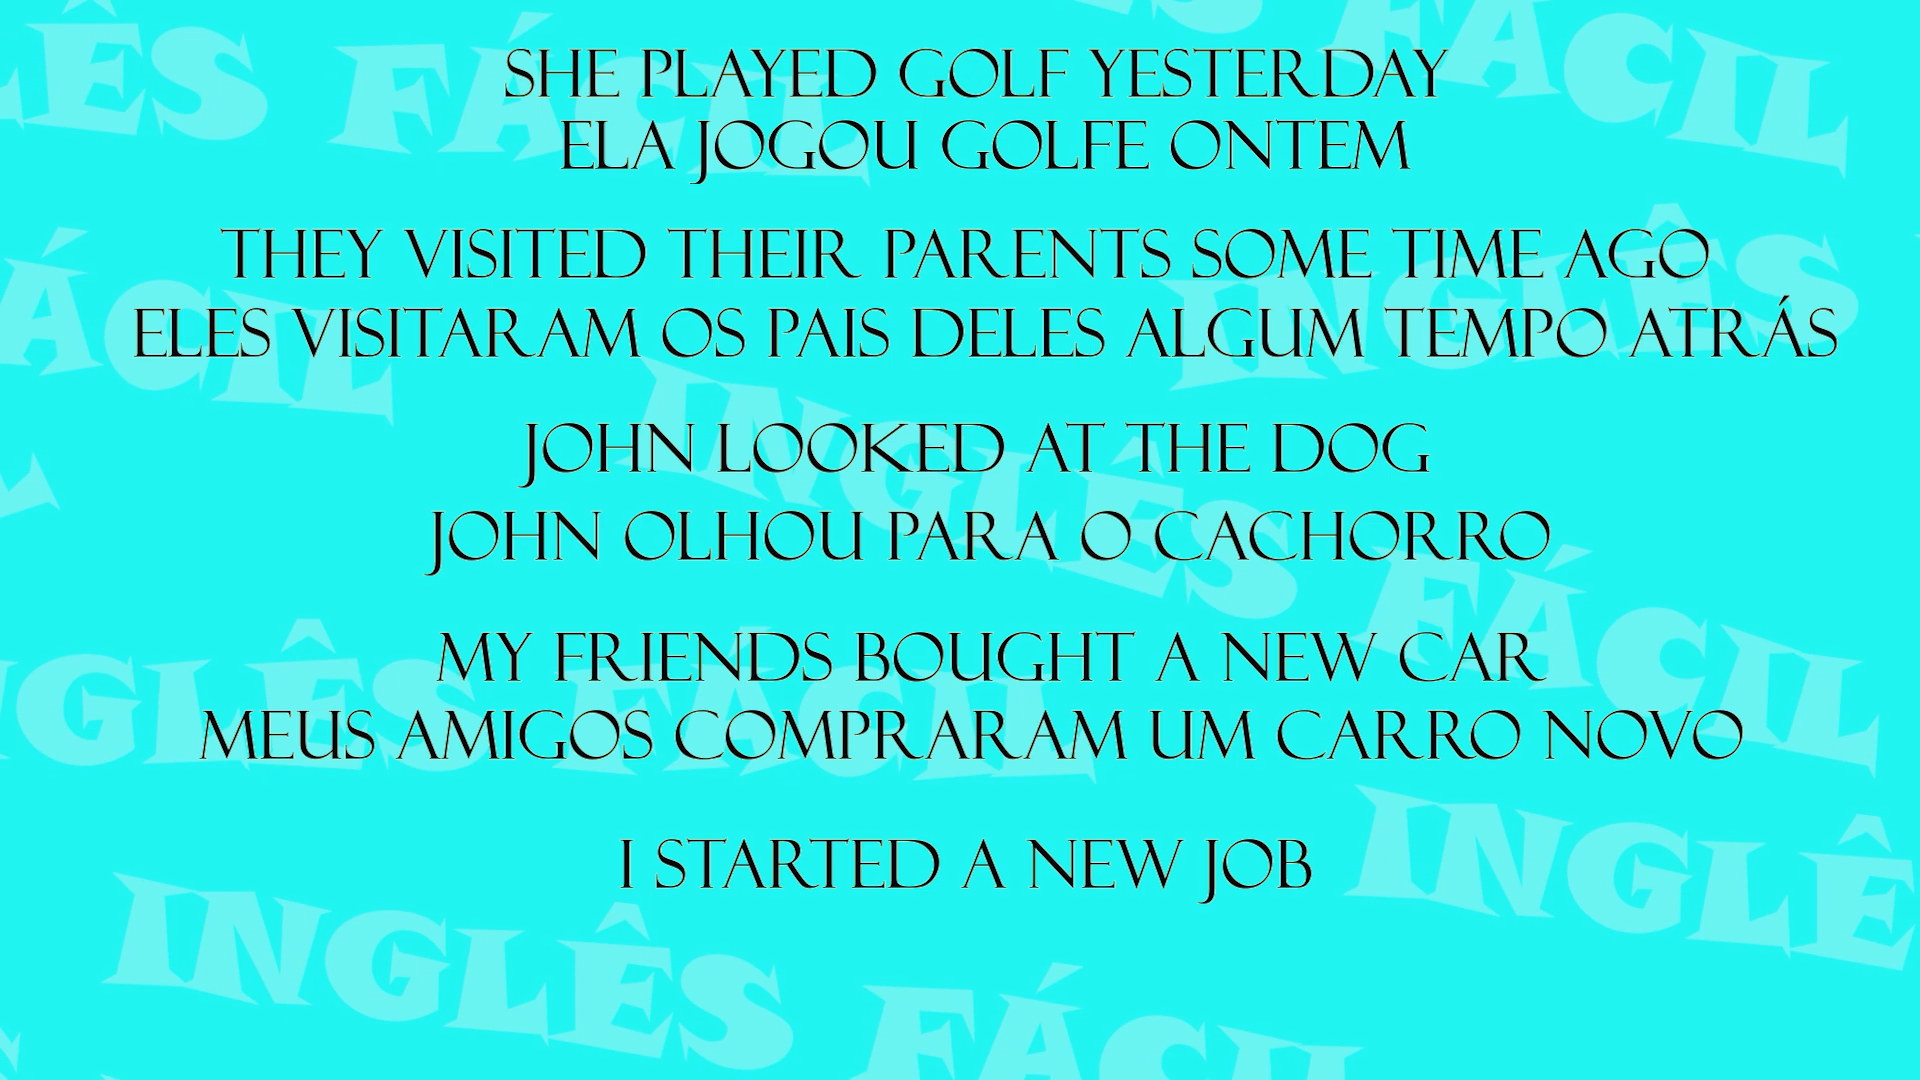 SHE PLAYED GOLF YESTERDAY
ELA JOGOU GOLFE ONTEM
THEY VISITED THEIR PARENTS SOME TIME AGO
ELES VISITARAM OS PAIS DELES ALGUM TEMPO ATRÁS
JOHN LOOKED AT THE DOG
JOHN OLHOU PARA O CACHORRO
MY FRIENDS BOUGHT A NEW CAR
MEUS AMIGOS COMPRARAM UM CARRO NOVO
I STARTED A NEW JOB
INGLÊS FÁCIL